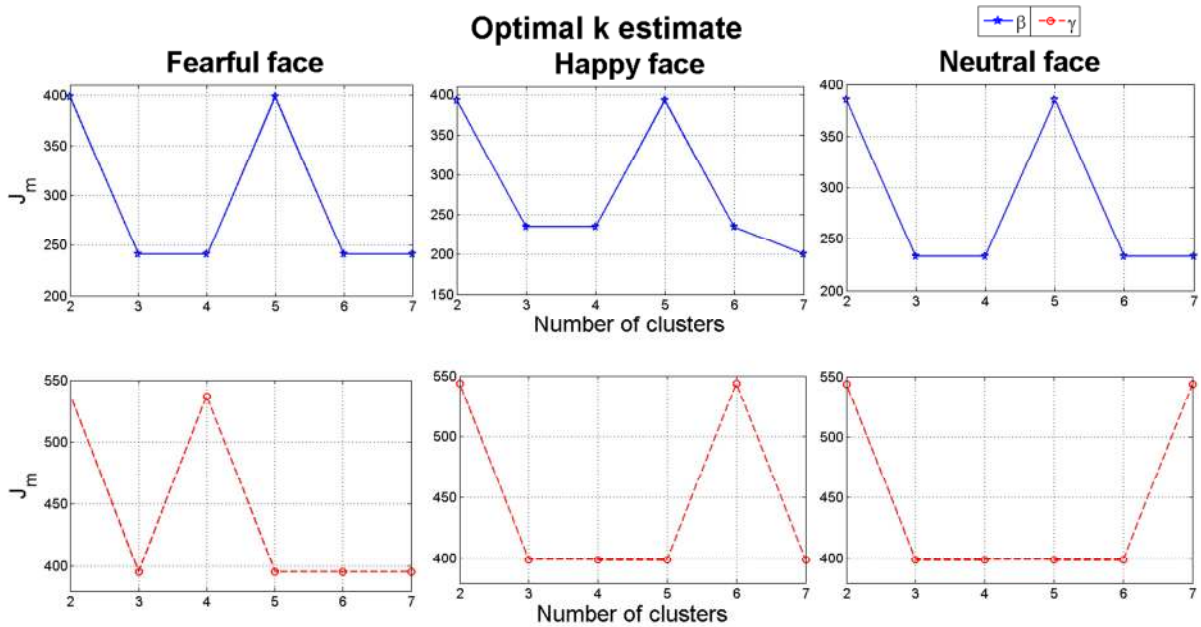 Optimal k estimate
β γ
Fearful face
Happy face
Neutral face
J_m
400
350
300
250
200
2 3 4 5 6 7
400
350
300
250
200
150
2 3 4 5 6 7
Number of clusters
400
350
300
250
200
2 3 4 5 6 7
J_m
550
500
450
400
2 3 4 5 6 7
550
500
450
400
2 3 4 5 6 7
Number of clusters
550
500
450
400
2 3 4 5 6 7